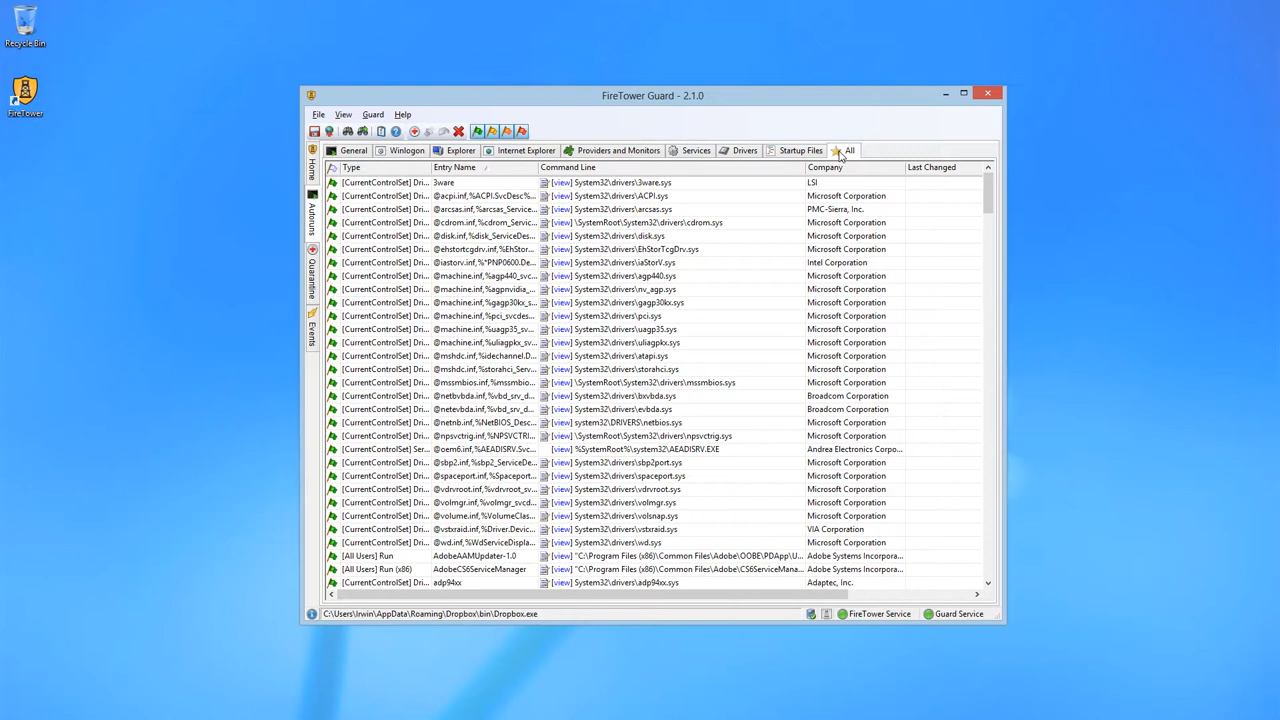 Recycle Bin
FireTower
FireTower Guard - 2.1.0
File View Guard Help
General Winlogon Explorer Internet Explorer Providers and Monitors Services Drivers Startup Files All
Home
Autoruns
Quarantine
Events
Type Entry Name Command Line Company Last Changed
[CurrentControlSet] Dri... 3ware [view] System32\drivers\3ware.sys LSI
[CurrentControlSet] Dri... @acpi.inf,%ACPI.SvcDesc%... [view] System32\drivers\ACPI.sys Microsoft Corporation
[CurrentControlSet] Dri... @arcsas.inf,%arcsas_Service... [view] System32\drivers\arcsas.sys PMC-Sierra, Inc.
[CurrentControlSet] Dri... @cdrom.inf,%cdrom_Servic... [view] \SystemRoot\System32\drivers\cdrom.sys Microsoft Corporation
[CurrentControlSet] Dri... @disk.inf,%disk_ServiceDes... [view] System32\drivers\disk.sys Microsoft Corporation
[CurrentControlSet] Dri... @ehstortcgdrv.inf,%EhStor... [view] System32\drivers\EhStorTcgDrv.sys Microsoft Corporation
[CurrentControlSet] Dri... @iastorv.inf,%*PNP0600.De... [view] System32\drivers\iaStorV.sys Intel Corporation
[CurrentControlSet] Dri... @machine.inf,%agp440_svc... [view] System32\drivers\agp440.sys Microsoft Corporation
[CurrentControlSet] Dri... @machine.inf,%agpnvidia_... [view] System32\drivers\nv_agp.sys Microsoft Corporation
[CurrentControlSet] Dri... @machine.inf,%gagp30kx_s... [view] System32\drivers\gagp30kx.sys Microsoft Corporation
[CurrentControlSet] Dri... @machine.inf,%pci_svcdes... [view] System32\drivers\pci.sys Microsoft Corporation
[CurrentControlSet] Dri... @machine.inf,%uagp35_sv... [view] System32\drivers\uagp35.sys Microsoft Corporation
[CurrentControlSet] Dri... @machine.inf,%uliagpkx_sv... [view] System32\drivers\uliagpkx.sys Microsoft Corporation
[CurrentControlSet] Dri... @mshdc.inf,%idechannel.D... [view] System32\drivers\atapi.sys Microsoft Corporation
[CurrentControlSet] Dri... @mshdc.inf,%storahci_Serv... [view] System32\drivers\storahci.sys Microsoft Corporation
[CurrentControlSet] Dri... @mssmbios.inf,%mssmbio... [view] \SystemRoot\System32\drivers\mssmbios.sys Microsoft Corporation
[CurrentControlSet] Dri... @netbvbda.inf,%vbd_srv_d... [view] System32\drivers\bxvbda.sys Broadcom Corporation
[CurrentControlSet] Dri... @netevbda.inf,%vbd_srv_d... [view] System32\drivers\evbda.sys Broadcom Corporation
[CurrentControlSet] Dri... @netnb.inf,%NetBIOS_Desc... [view] system32\DRIVERS\netbios.sys Microsoft Corporation
[CurrentControlSet] Dri... @npsvctrig.inf,%NPSVCTRI... [view] \SystemRoot\System32\drivers\npsvctrig.sys Microsoft Corporation
[CurrentControlSet] Ser... @oem6.inf,%AEADISRV.Svc... [view] %SystemRoot%\system32\AEADISRV.EXE Andrea Electronics Corpo...
[CurrentControlSet] Dri... @sbp2.inf,%sbp2_ServiceDe... [view] System32\drivers\sbp2port.sys Microsoft Corporation
[CurrentControlSet] Dri... @spaceport.inf,%Spaceport... [view] System32\drivers\spaceport.sys Microsoft Corporation
[CurrentControlSet] Dri... @vdrvroot.inf,%vdrvroot_s... [view] System32\drivers\vdrvroot.sys Microsoft Corporation
[CurrentControlSet] Dri... @volmgr.inf,%volmgr_svcd... [view] System32\drivers\volmgr.sys Microsoft Corporation
[CurrentControlSet] Dri... @volume.inf,%VolumeClas... [view] System32\drivers\volsnap.sys Microsoft Corporation
[CurrentControlSet] Dri... @vstxraid.inf,%Driver.Devic... [view] System32\drivers\vstxraid.sys VIA Corporation
[CurrentControlSet] Dri... @wd.inf,%WdServiceDispla... [view] System32\drivers\wd.sys Microsoft Corporation
[All Users] Run AdobeAAMUpdater-1.0 [view] "C:\Program Files (x86)\Common Files\Adobe\OOBE\PDApp\U... Adobe Systems Incorpora...
[All Users] Run (x86) AdobeCS6ServiceManager [view] "C:\Program Files (x86)\Common Files\Adobe\CS6ServiceMana... Adobe Systems Incorpora...
[CurrentControlSet] Dri... adp94xx [view] System32\drivers\adp94xx.sys Adaptec, Inc.
C:\Users\Irwin\AppData\Roaming\Dropbox\bin\Dropbox.exe FireTower Service Guard Service